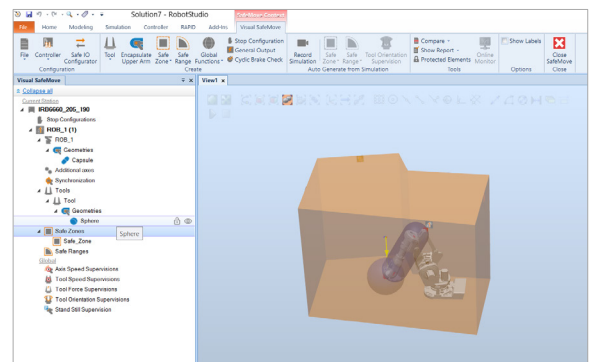 Solution7 - RobotStudio
File Home Modeling Simulation Controller RAPID Add-Ins Visual SafeMove
File Controller Safe IO Configurator Tool Encapsulate Upper Arm Safe Zone Safe Range Global Functions Stop Configuration Record Simulation Safe Zone Safe Range Tool Orientation Supervision Compare Online Monitor Show Labels Close SafeMove
General Output Show Report
Cyclic Brake Check Protected Elements
Configuration Create Auto Generate from Simulation Tools Options Close
Visual SafeMove View1 x
Collapse all
Current Station
IRB6660_205_190
Stop Configurations
ROB_1 (1)
ROB_1
Geometries
Capsule
Additional axes
Synchronization
Tools
Tool
Geometries
Sphere
Safe Zones
Sphere
Safe_Zone
Safe Ranges
Global
Axis Speed Supervisions
Tool Speed Supervisions
Tool Force Supervisions
Tool Orientation Supervisions
Stand Still Supervision